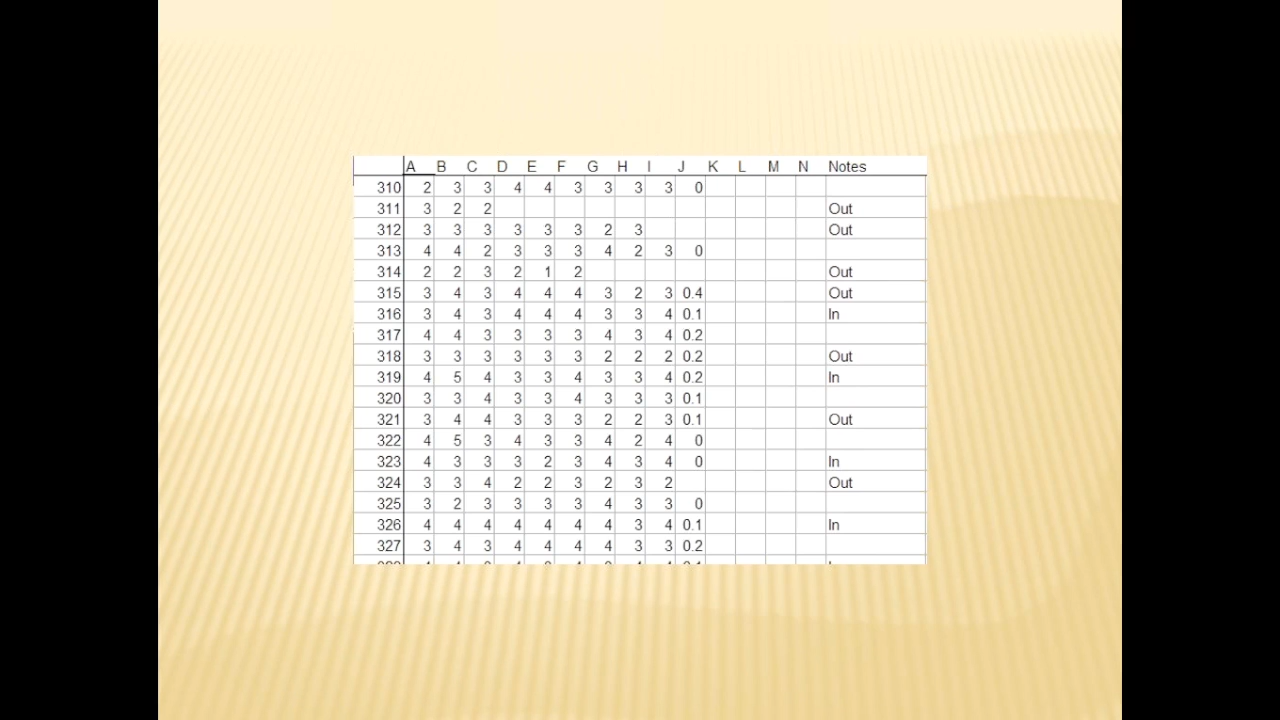 A B C D E F G H I J K L M N Notes
310 2 3 3 4 4 3 3 3 3 0
311 3 2 2 Out
312 3 3 3 3 3 3 2 3 Out
313 4 4 2 3 3 3 4 2 3 0
314 2 2 3 2 1 2 Out
315 3 4 3 4 4 4 3 2 3 0.4 Out
316 3 4 3 4 4 4 3 3 4 0.1 In
317 4 4 3 3 3 3 4 3 4 0.2
318 3 3 3 3 3 3 2 2 2 0.2 Out
319 4 5 4 3 3 4 3 3 4 0.2 In
320 3 3 4 3 3 4 3 3 3 0.1
321 3 4 4 3 3 3 2 2 3 0.1 Out
322 4 5 3 4 3 3 4 2 4 0
323 4 3 3 3 2 3 4 3 4 0 In
324 3 3 4 2 2 3 2 3 2 Out
325 3 2 3 3 3 3 4 3 3 0
326 4 4 4 4 4 4 4 3 4 0.1 In
327 3 4 3 4 4 4 4 3 3 0.2